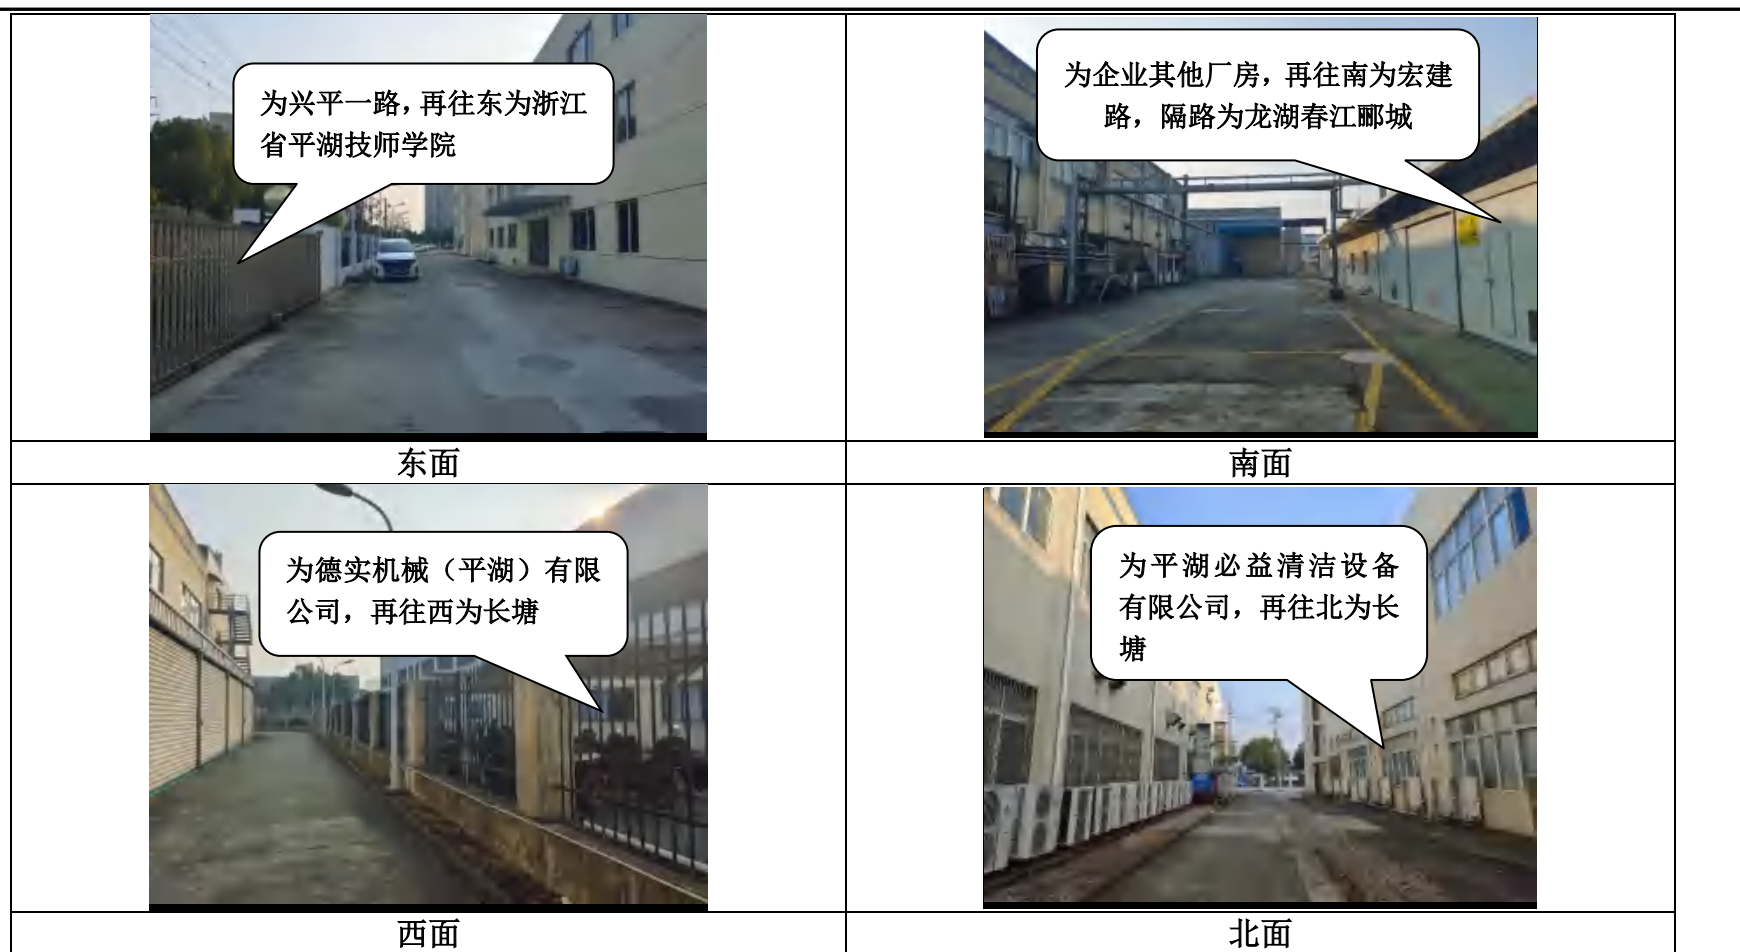 为兴平一路，再往东为浙江
省平湖技师学院
为企业其他厂房，再往南为宏建
路，隔路为龙湖春江郦城
东面
南面
为德实机械（平湖）有限
公司，再往西为长塘
为平湖必益清洁设备
有限公司，再往北为长
塘
西面
北面